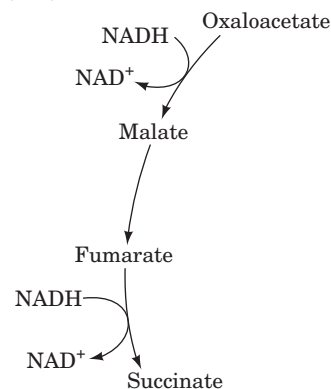 Oxaloacetate
NADH
NAD⁺
Malate
Fumarate
NADH
NAD⁺
Succinate